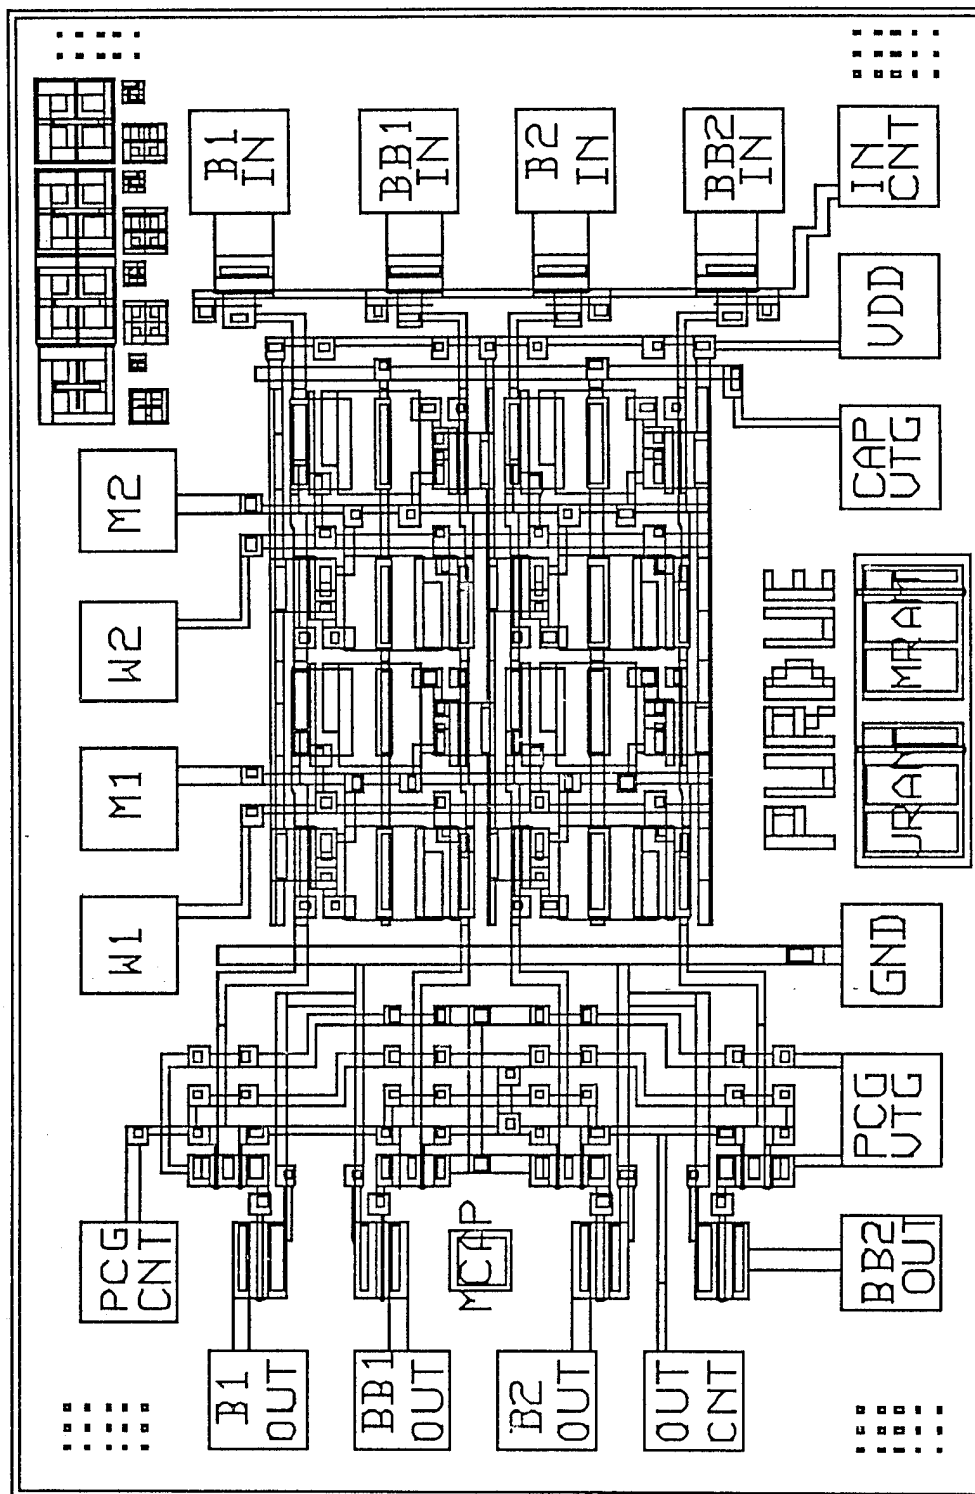 B1
IN
BB1
IN
B2
IN
BB2
IN
IN
CNT
VDD
CAP
VTG
M2
W2
M1
W1
PURDUE
MRAM
JRAM
GND
PCG
VTG
PCG
CNT
MCAP
BB2
OUT
B1
OUT
BB1
OUT
B2
OUT
OUT
CNT